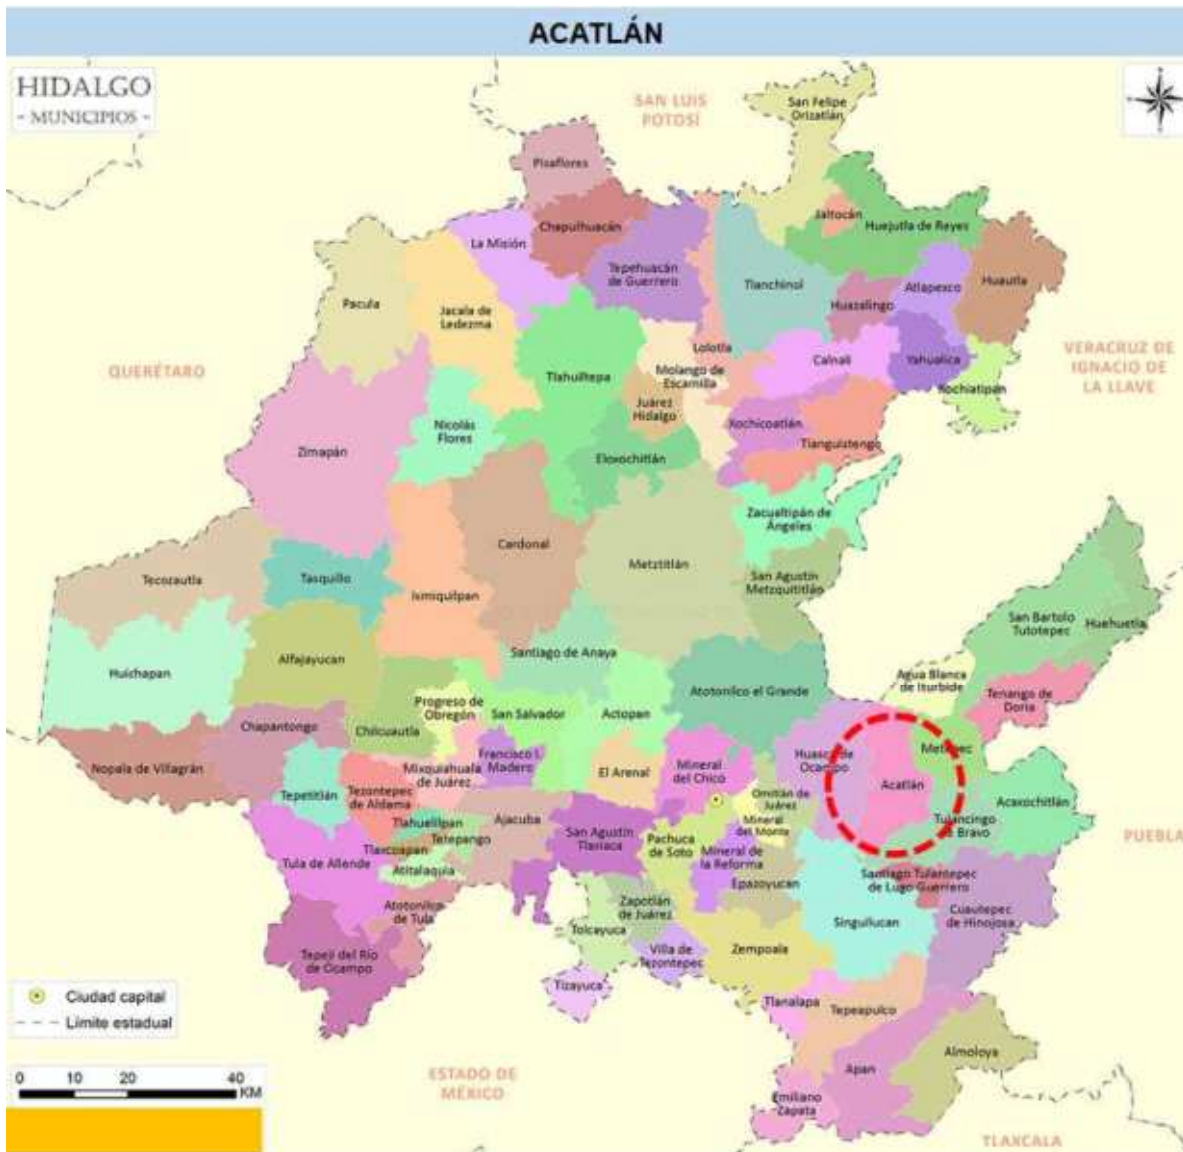 ACATLÁN
HIDALGO
- MUNICIPIOS -
SAN LUIS
POTOSÍ
San Felipe
Orizatlán
Pisaflores
Chapulhuacán
Jaltocán
Huejutla de Reyes
La Misión
Tepehuacán
de Guerrero
Tlanchinol
Atlapexco
Huautla
Huazalingo
Pacula
Jacala de
Ledezma
Lolotla
Calnali
Yahualica
VERACRUZ DE
IGNACIO DE
LA LLAVE
QUERÉTARO
Tlahuiltepa
Molango de
Escamilla
Xochiatipan
Juárez
Hidalgo
Nicolás
Flores
Xochicoatlán
Tianguistengo
Zimapán
Eloxochitlán
Zacualtipán de
Ángeles
Cardonal
Metztitlán
Tecozautla
Tasquillo
Ixmiquilpan
San Agustín
Metzquititlán
San Bartolo
Tutotepec
Huehuetla
Huichapan
Alfajayucan
Santiago de Anaya
Atotonilco el Grande
Agua Blanca
de Iturbide
Tenango de
Doria
Progreso de
Obregón
San Salvador
Actopan
Chapantongo
Chilcuautla
Metepec
Nopala de Villagrán
Mixquiahuala
de Juárez
Francisco I.
Madero
El Arenal
Mineral
del Chico
Huasca de
Ocampo
Acatlán
Tepetitlán
Tezontepec
de Aldama
Omitlán de
Juárez
Acaxochitlán
Tlahuelilpan
Ajacuba
San Agustín
Tlaxiaca
Pachuca
de Soto
Mineral
del Monte
Tulancingo
de Bravo
PUEBLA
Tula de Allende
Tlaxcoapan
Tetepango
Atitalaquia
Mineral de
la Reforma
Epazoyucan
Santiago Tulantepec
de Lugo Guerrero
Atotonilco
de Tula
Zapotlán
de Juárez
Tolcayuca
Singuilucan
Cuautepec
de Hinojosa
Tepeji del Río
de Ocampo
Villa de
Tezontepec
Zempoala
Tizayuca
Tlanalapa
Tepeapulco
Ciudad capital
Límite estadual
Almoloya
Apan
ESTADO DE
MÉXICO
0 10 20 40
KM
Emiliano
Zapata
TLAXCALA